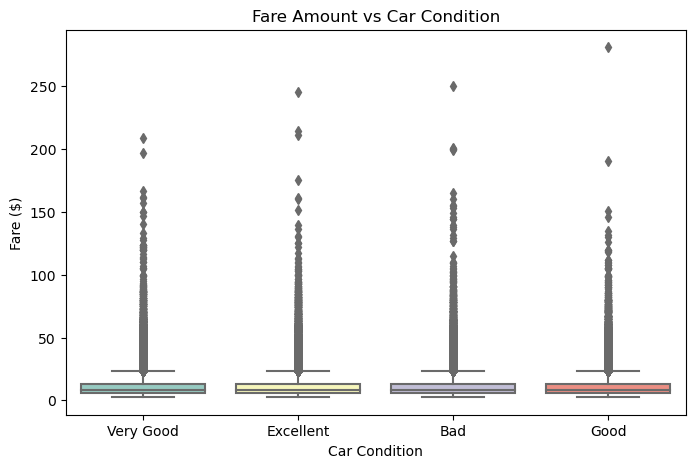 Fare Amount vs Car Condition
250
200
150
100
50
0
Fare ($)
Very Good Excellent Bad Good
Car Condition